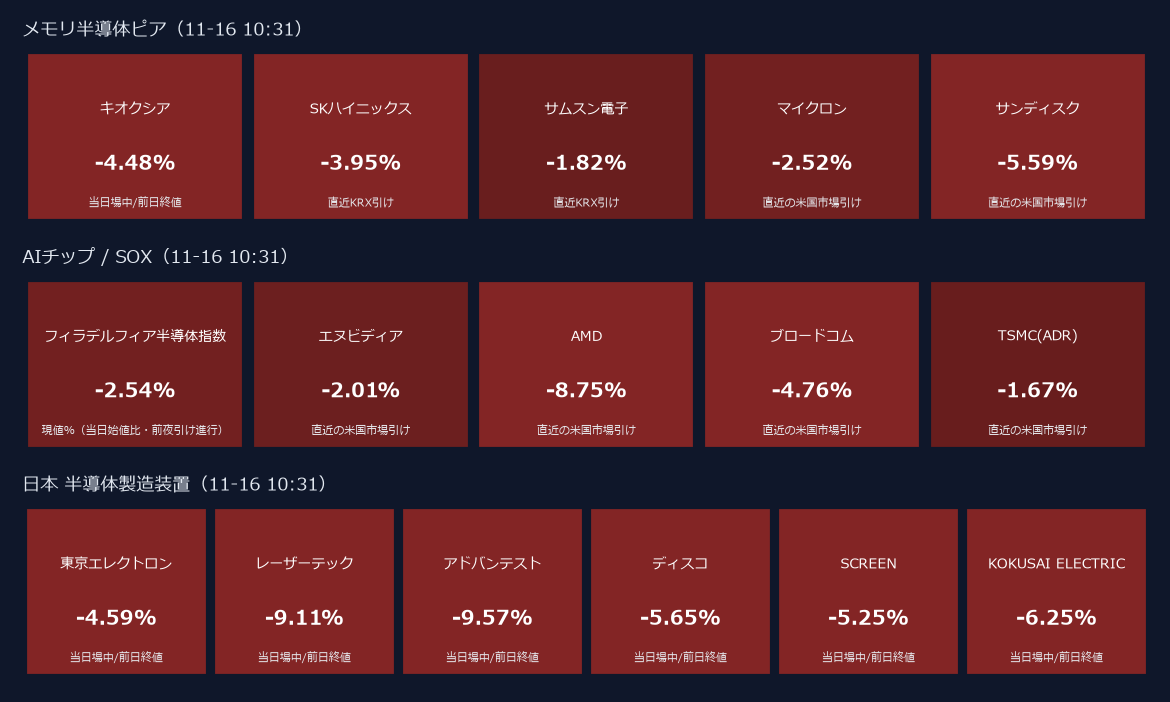 メモリ半導体ピア（11-16 10:31）
キオクシア
-4.48%
当日場中/前日終値
SKハイニックス
-3.95%
直近KRX引け
サムスン電子
-1.82%
直近KRX引け
マイクロン
-2.52%
直近の米国市場引け
サンディスク
-5.59%
直近の米国市場引け
AIチップ / SOX（11-16 10:31）
フィラデルフィア半導体指数
-2.54%
現値%（当日始値比・前夜引け進行）
エヌビディア
-2.01%
直近の米国市場引け
AMD
-8.75%
直近の米国市場引け
ブロードコム
-4.76%
直近の米国市場引け
TSMC(ADR)
-1.67%
直近の米国市場引け
日本 半導体製造装置（11-16 10:31）
東京エレクトロン
-4.59%
当日場中/前日終値
レーザーテック
-9.11%
当日場中/前日終値
アドバンテスト
-9.57%
当日場中/前日終値
ディスコ
-5.65%
当日場中/前日終値
SCREEN
-5.25%
当日場中/前日終値
KOKUSAI ELECTRIC
-6.25%
当日場中/前日終値